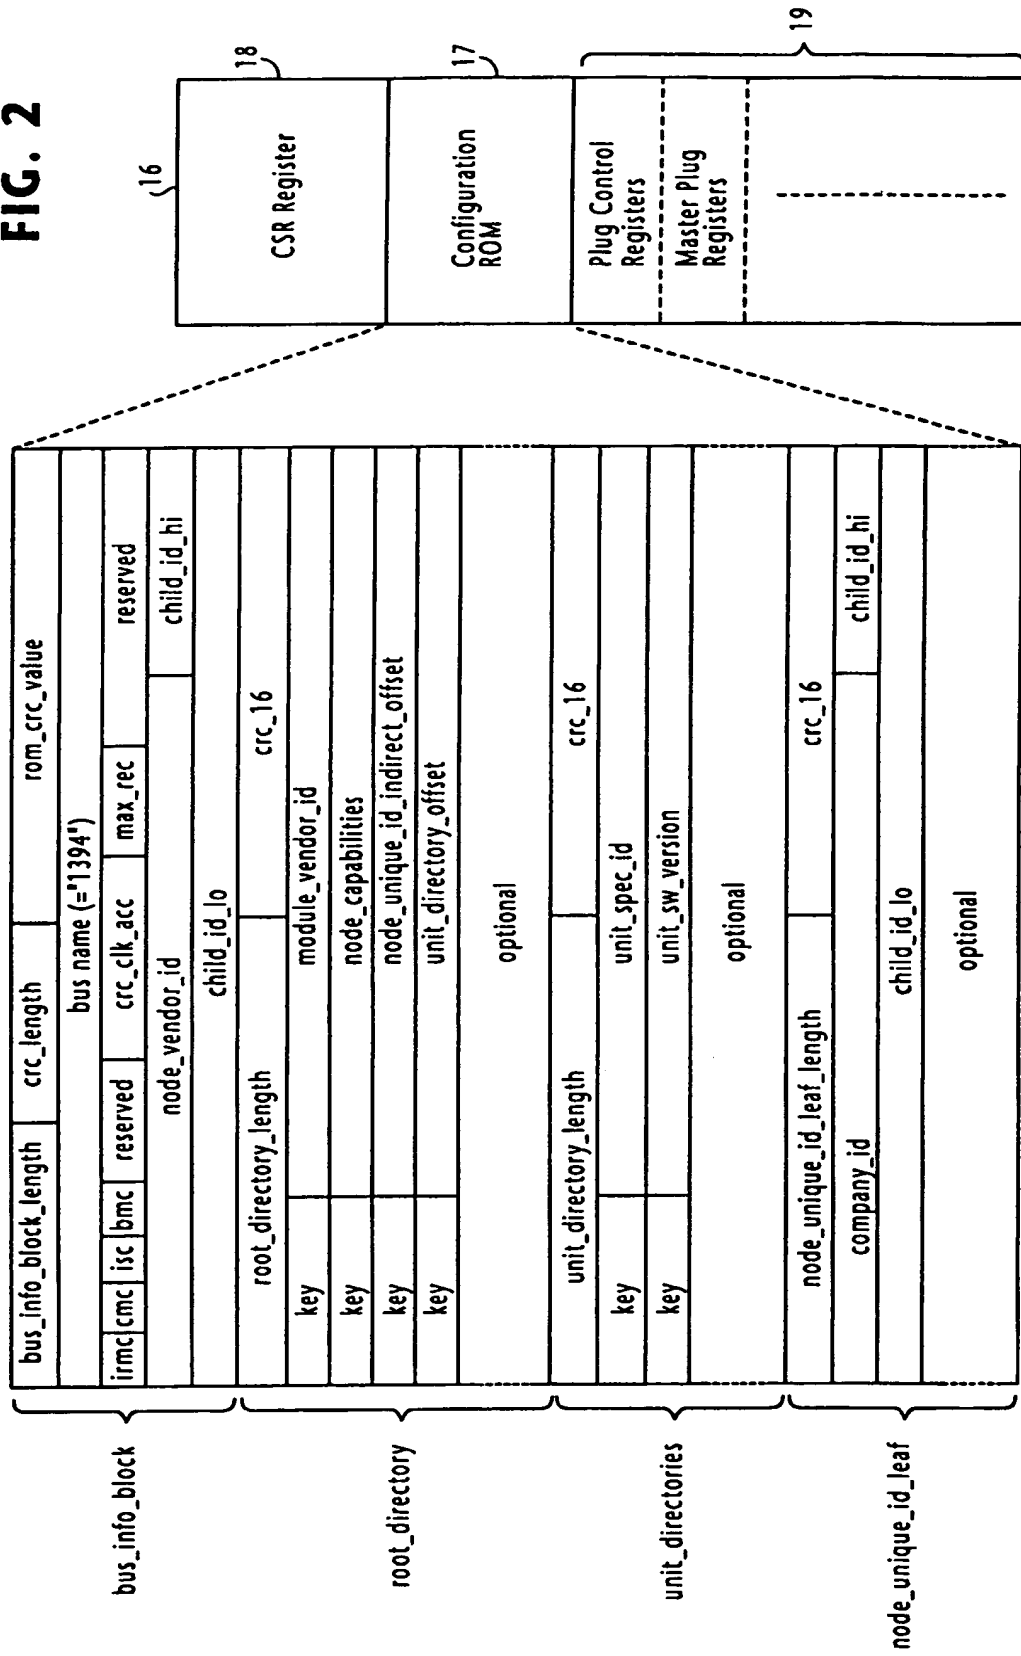 FIG. 2
bus_info_block
bus_info_block_length crc_length rom_crc_value
bus name (="1394")
irmc cmc isc bmc reserved crc_clk_acc max_rec reserved
node_vendor_id child_id_hi
child_id_lo
root_directory
root_directory_length crc_16
key module_vendor_id
key node_capabilities
key node_unique_id_indirect_offset
key unit_directory_offset
optional
unit_directories
unit_directory_length crc_16
key unit_spec_id
key unit_sw_version
optional
node_unique_id_leaf
node_unique_id_leaf_length crc_16
company_id child_id_hi
child_id_lo
optional
16
CSR Register
18
Configuration
ROM
17
Plug Control
Registers
Master Plug
Registers
19